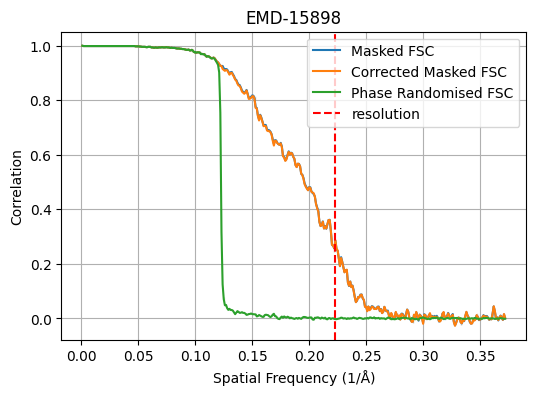 EMD-15898
Masked FSC
Corrected Masked FSC
Phase Randomised FSC
resolution
Correlation
1.0
0.8
0.6
0.4
0.2
0.0
0.00 0.05 0.10 0.15 0.20 0.25 0.30 0.35
Spatial Frequency (1/Å)